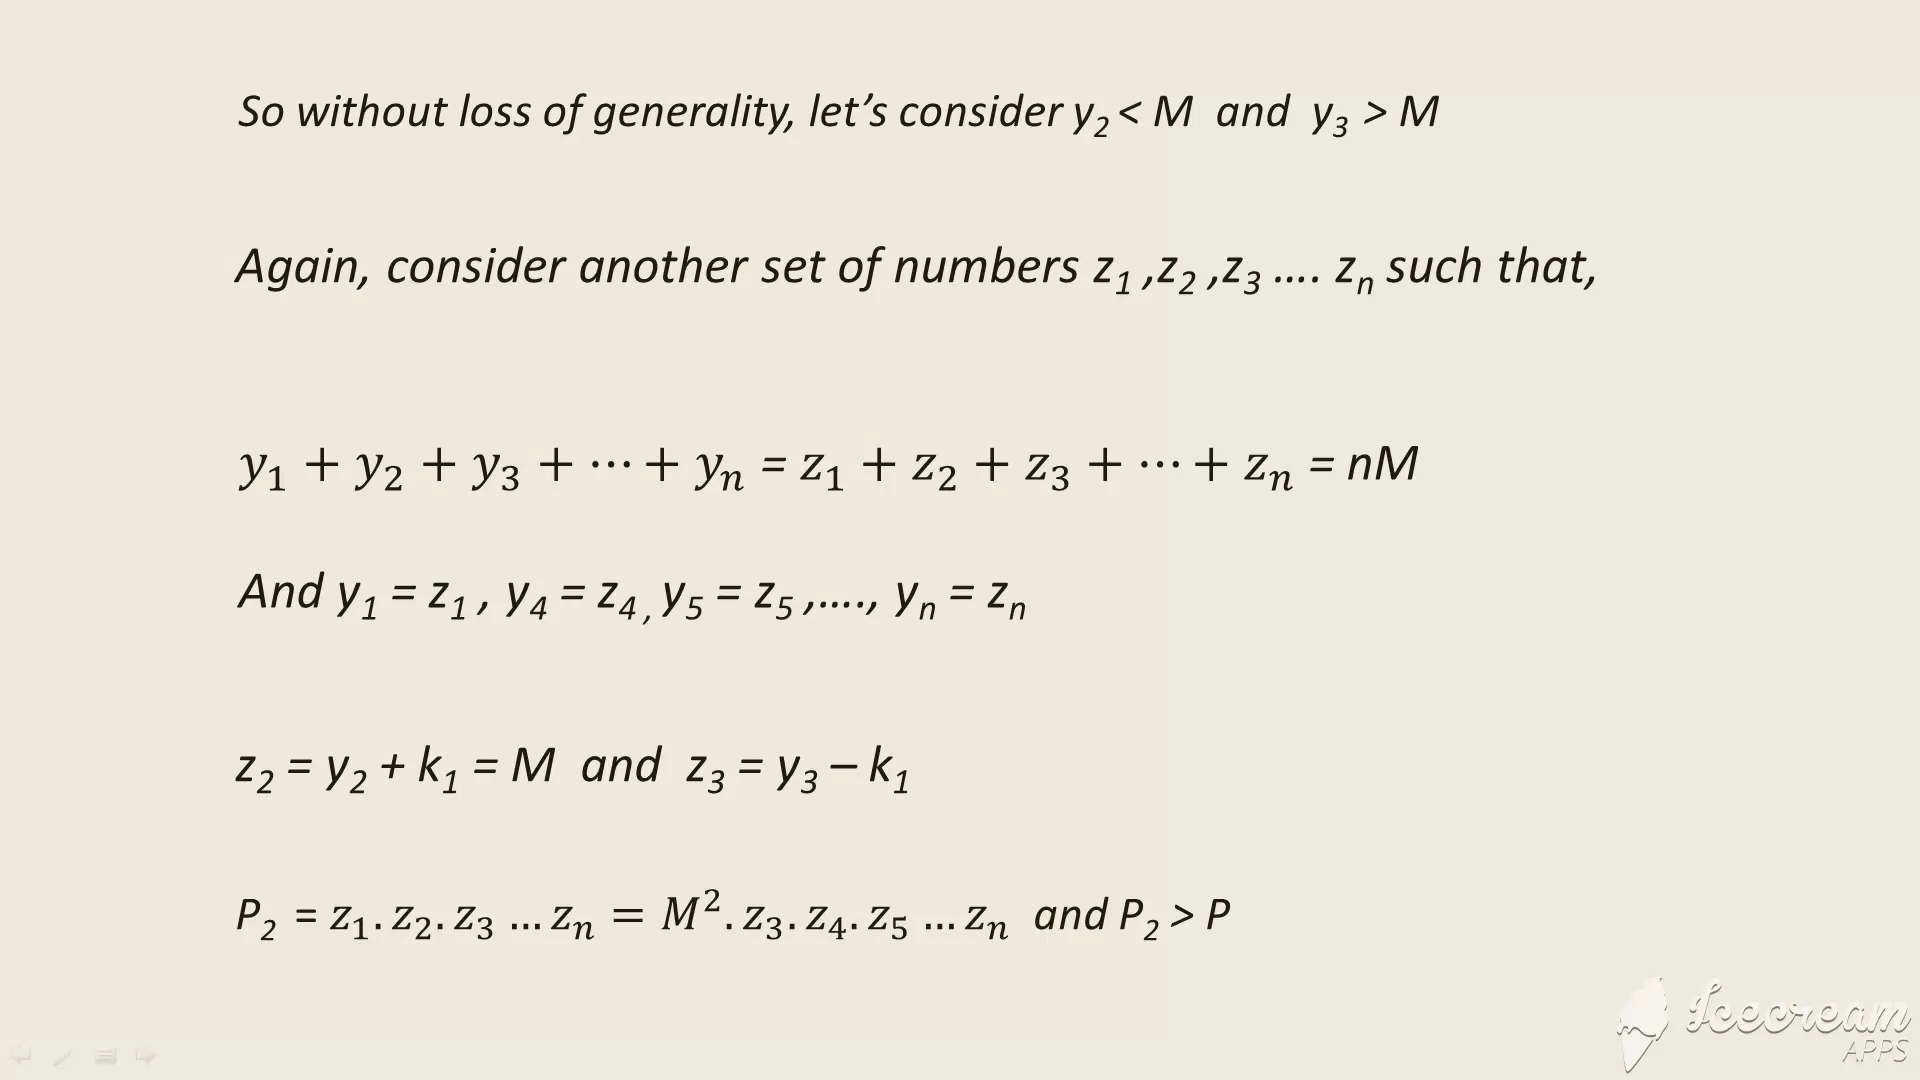 So without loss of generality, let's consider y₂ < M and y₃ > M
Again, consider another set of numbers z₁ ,z₂ ,z₃ …. zₙ such that,
y₁ + y₂ + y₃ + ⋯ + yₙ = z₁ + z₂ + z₃ + ⋯ + zₙ = nM
And y₁ = z₁ , y₄ = z₄ , y₅ = z₅ ,…., yₙ = zₙ
z₂ = y₂ + k₁ = M and z₃ = y₃ – k₁
P₂ = z₁. z₂. z₃ … zₙ = M². z₃. z₄. z₅ … zₙ and P₂ > P
Icecream
APPS